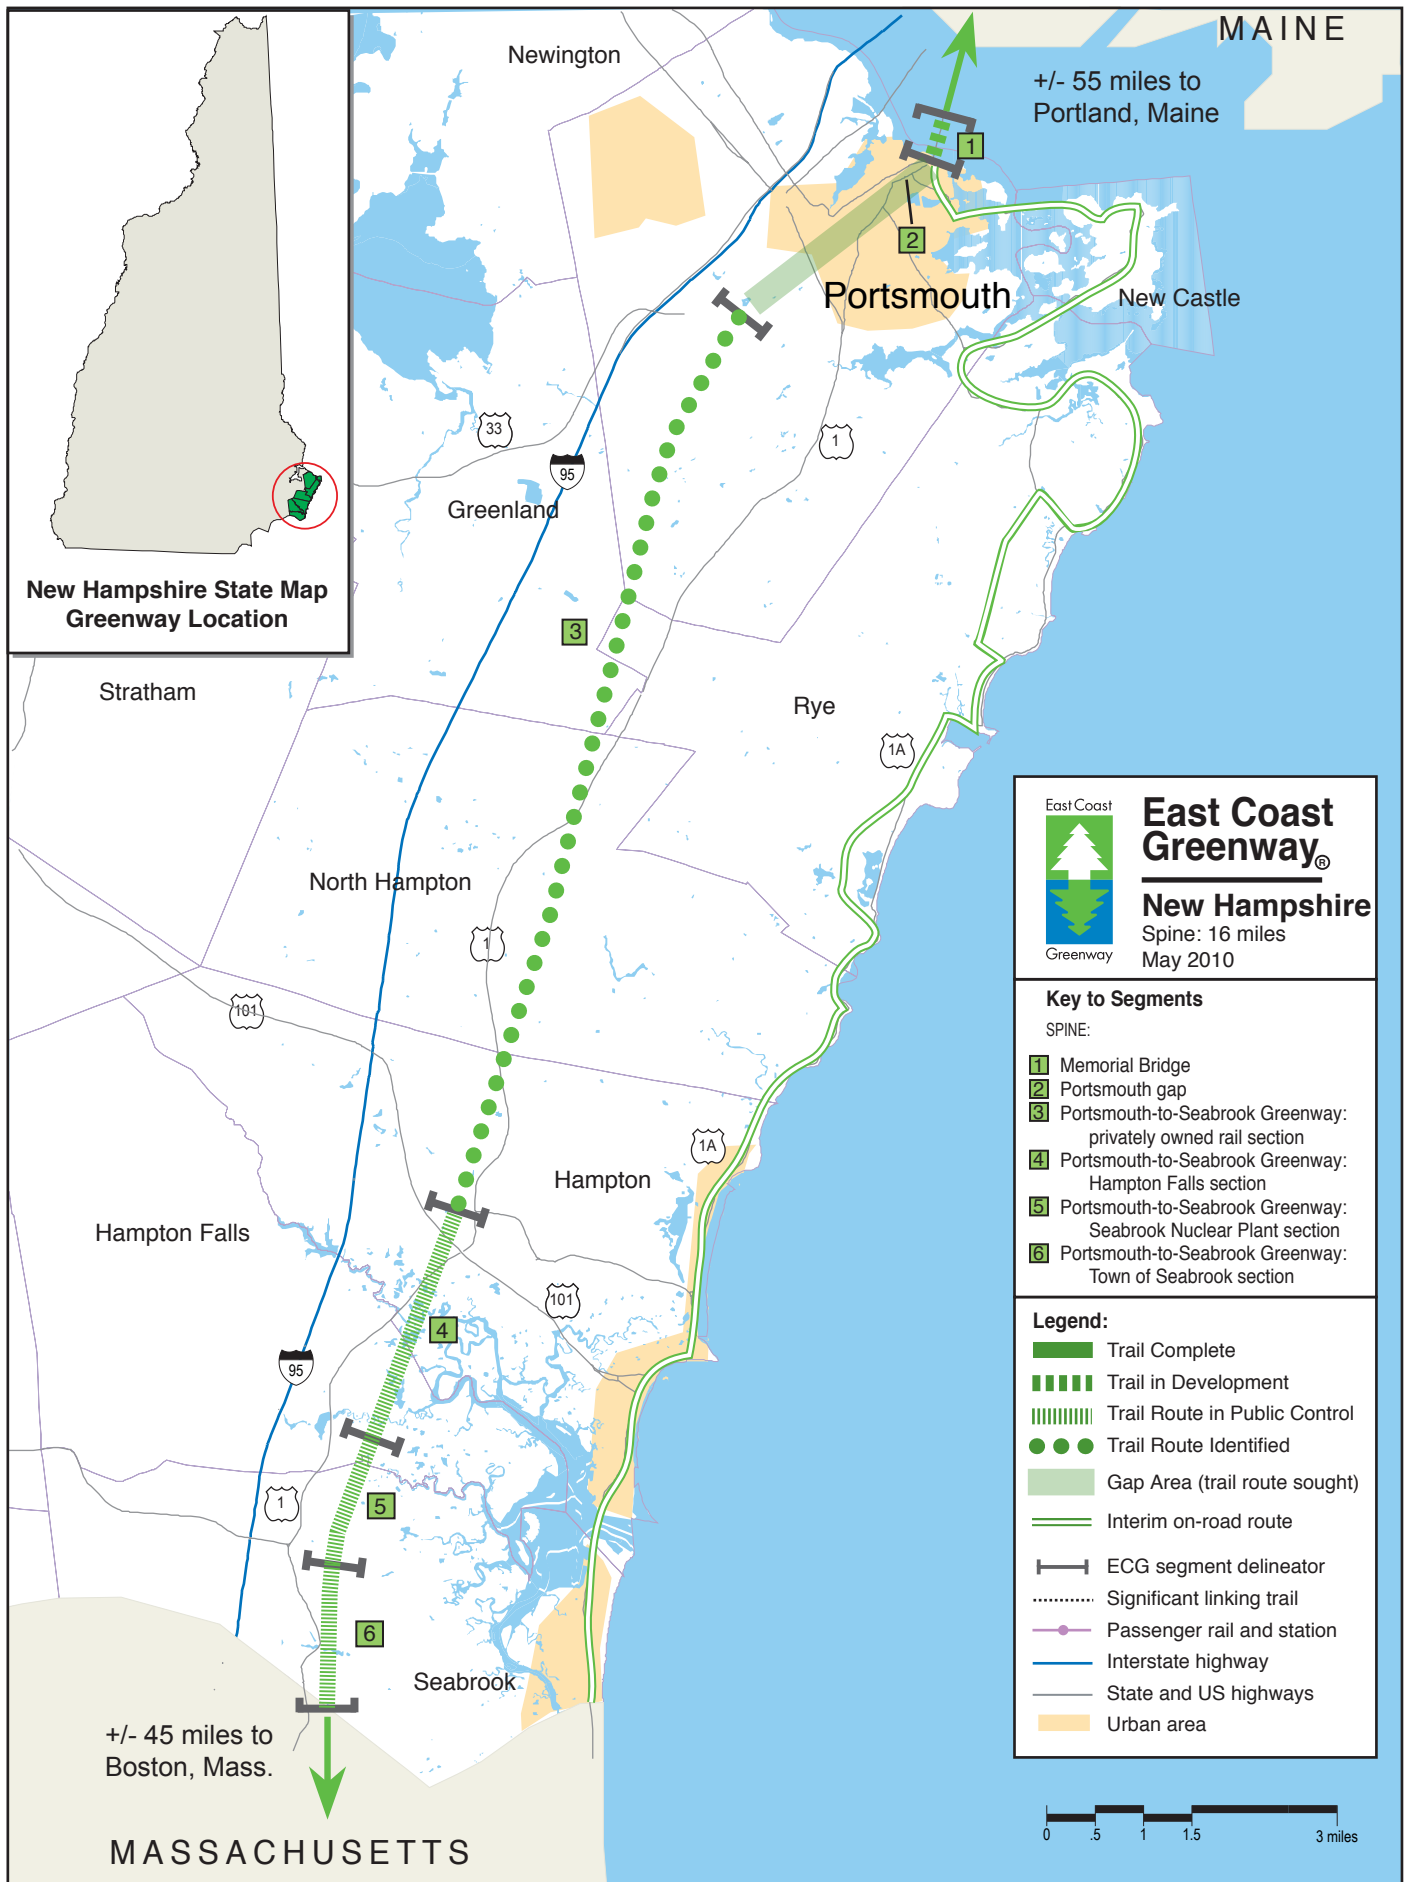 MAINE
Newington
+/- 55 miles to
Portland, Maine
1
2
Portsmouth
New Castle
33
1
95
Greenland
New Hampshire State Map
Greenway Location
3
Stratham
Rye
1A
North Hampton
1
101
1A
Hampton
Hampton Falls
101
4
95
1
5
6
Seabrook
+/- 45 miles to
Boston, Mass.
MASSACHUSETTS
East Coast
Greenway
East Coast
Greenway®
New Hampshire
Spine: 16 miles
May 2010
Key to Segments
SPINE:
1 Memorial Bridge
2 Portsmouth gap
3 Portsmouth-to-Seabrook Greenway:
privately owned rail section
4 Portsmouth-to-Seabrook Greenway:
Hampton Falls section
5 Portsmouth-to-Seabrook Greenway:
Seabrook Nuclear Plant section
6 Portsmouth-to-Seabrook Greenway:
Town of Seabrook section
Legend:
Trail Complete
Trail in Development
Trail Route in Public Control
Trail Route Identified
Gap Area (trail route sought)
Interim on-road route
ECG segment delineator
Significant linking trail
Passenger rail and station
Interstate highway
State and US highways
Urban area
0 .5 1 1.5 3 miles